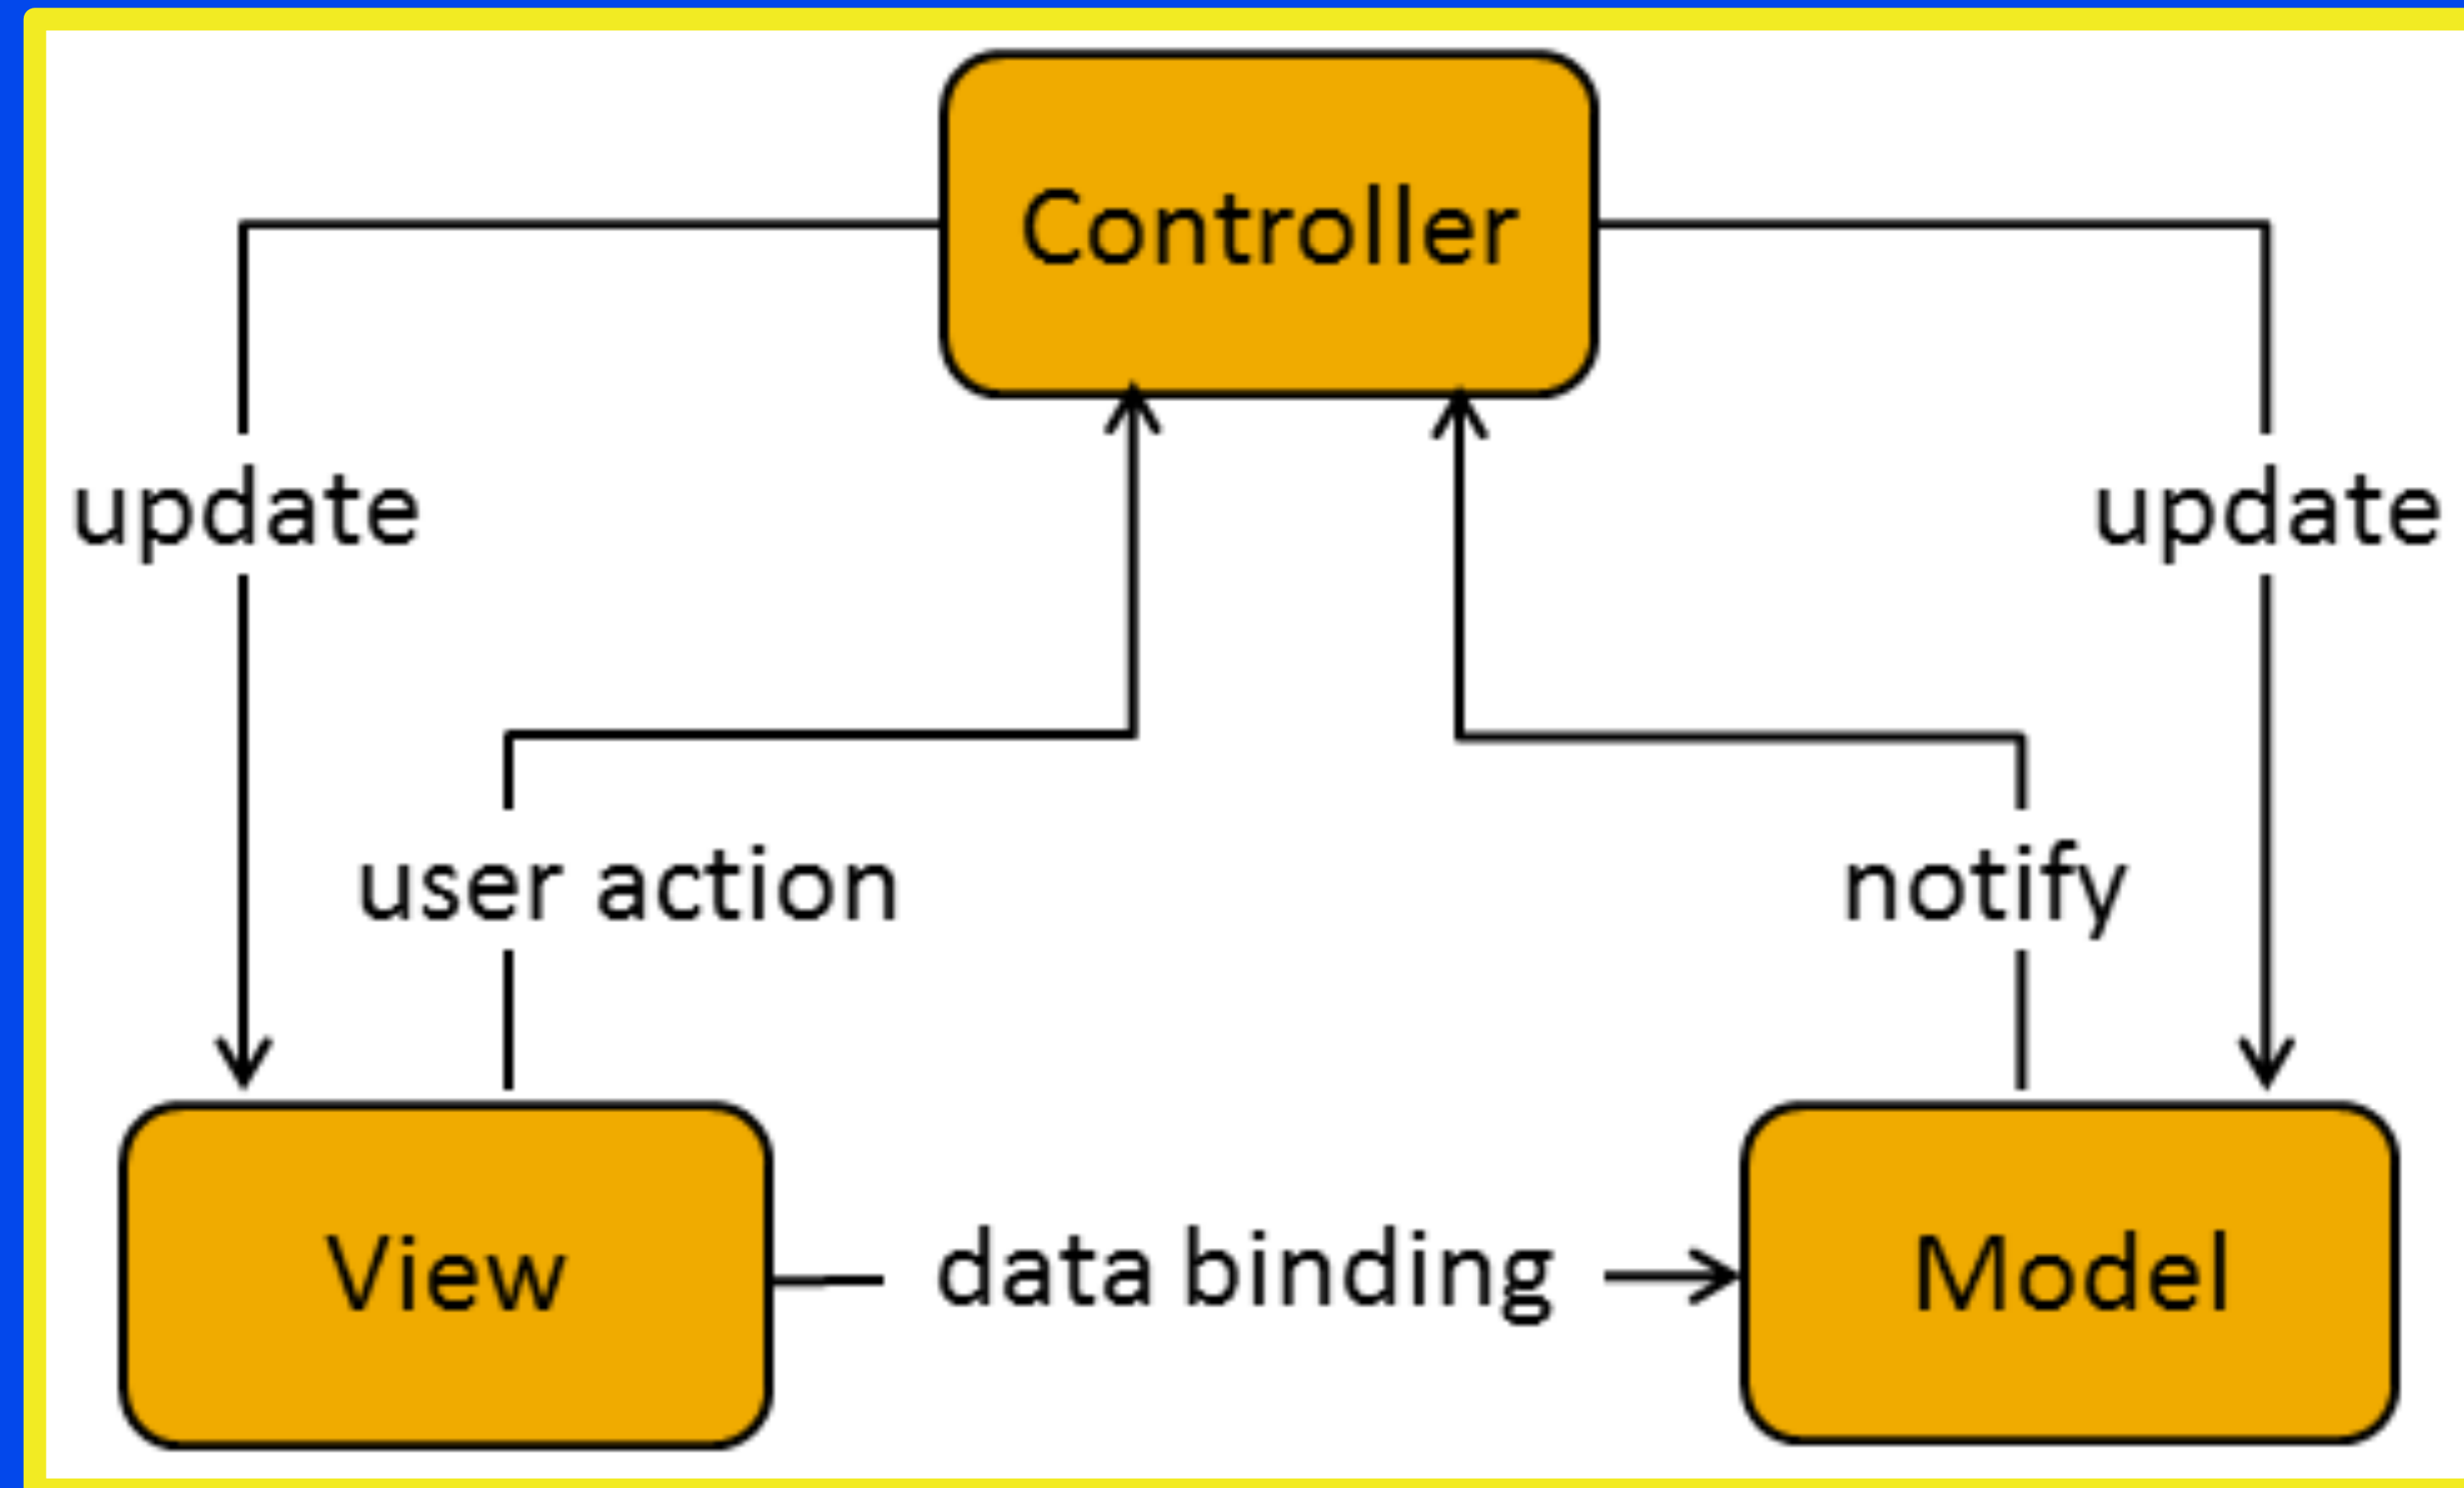 Controller
update
update
user action
notify
View
data binding
Model